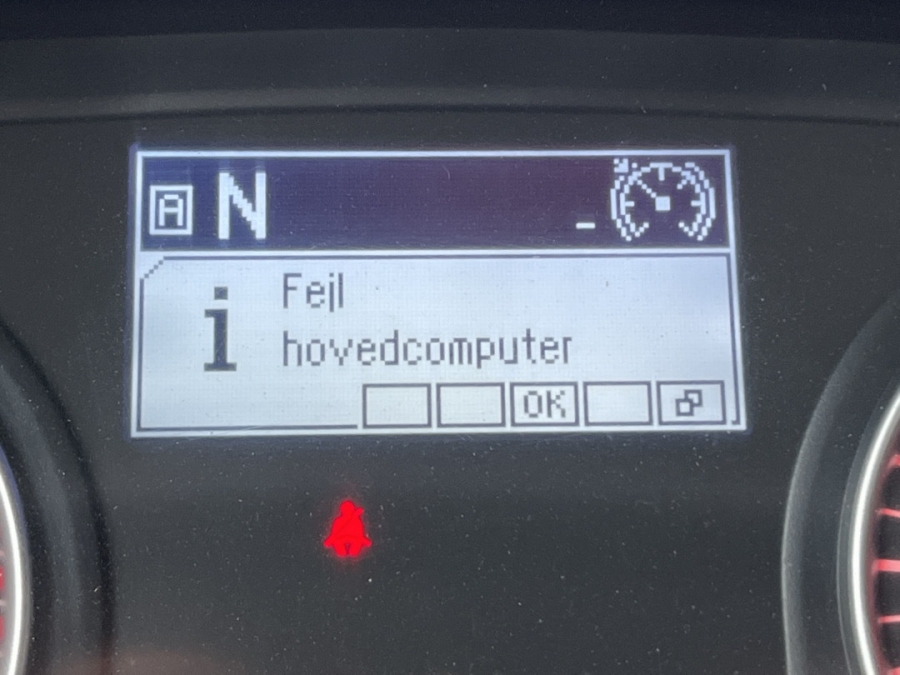 A N
Fejl
hovedcomputer
OK